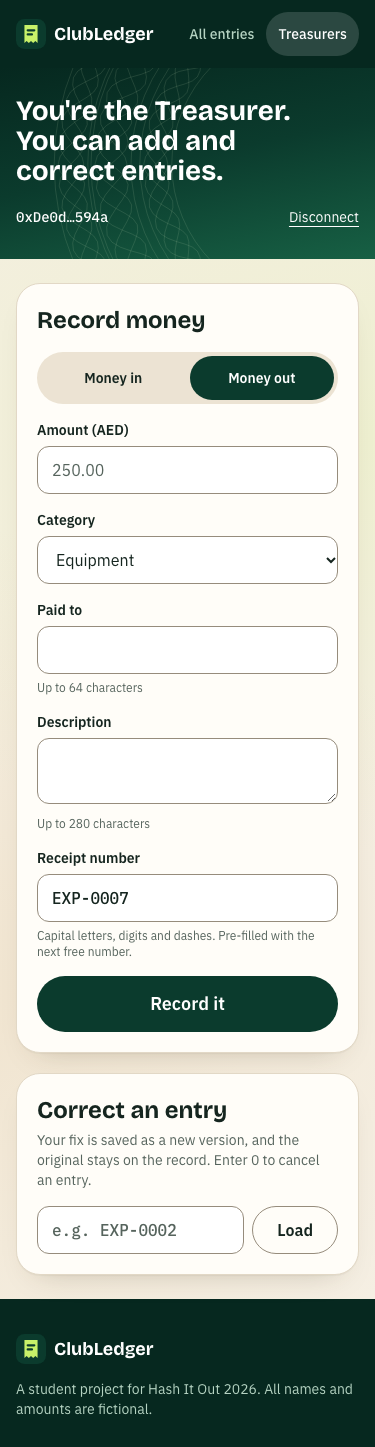 ClubLedger
All entries
Treasurers
You're the Treasurer.
You can add and
correct entries.
0xDe0d…594a
Disconnect
Record money
Money in
Money out
Amount (AED)
250.00
Category
Equipment
Paid to
Up to 64 characters
Description
Up to 280 characters
Receipt number
EXP-0007
Capital letters, digits and dashes. Pre-filled with the
next free number.
Record it
Correct an entry
Your fix is saved as a new version, and the
original stays on the record. Enter 0 to cancel
an entry.
e.g. EXP-0002
Load
ClubLedger
A student project for Hash It Out 2026. All names and
amounts are fictional.